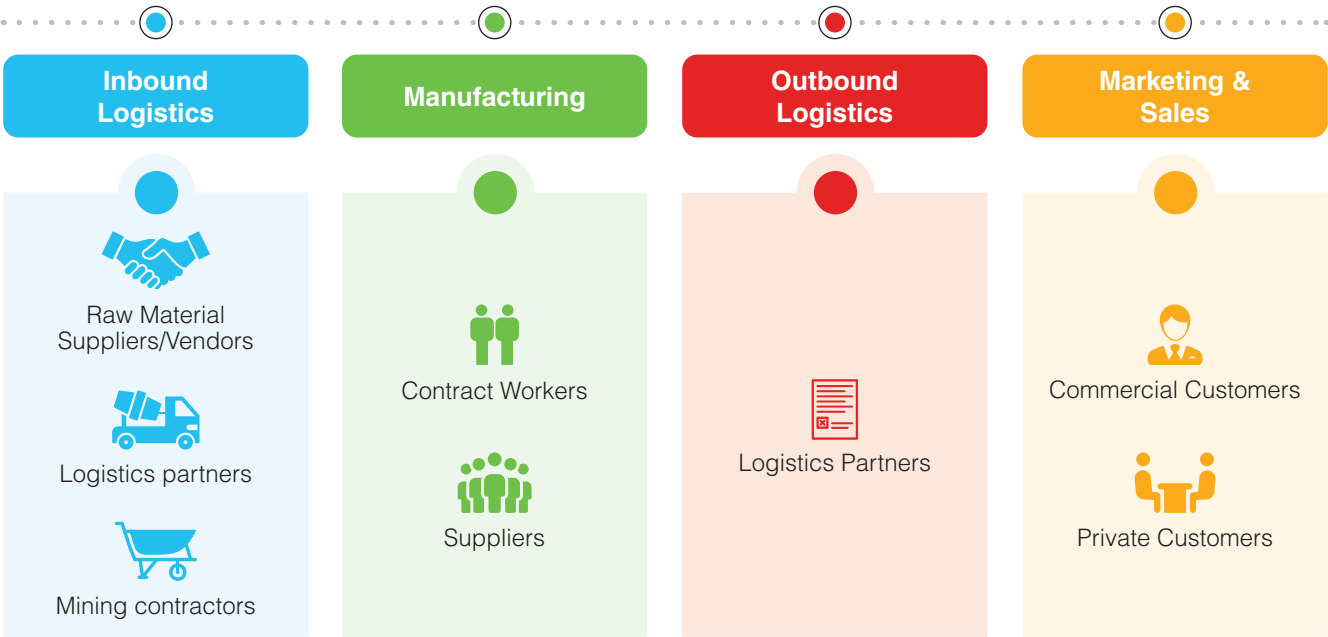 Inbound
Logistics
Raw Material
Suppliers/Vendors
Logistics partners
Mining contractors
Manufacturing
Contract Workers
Suppliers
Outbound
Logistics
Logistics Partners
Marketing &
Sales
Commercial Customers
Private Customers